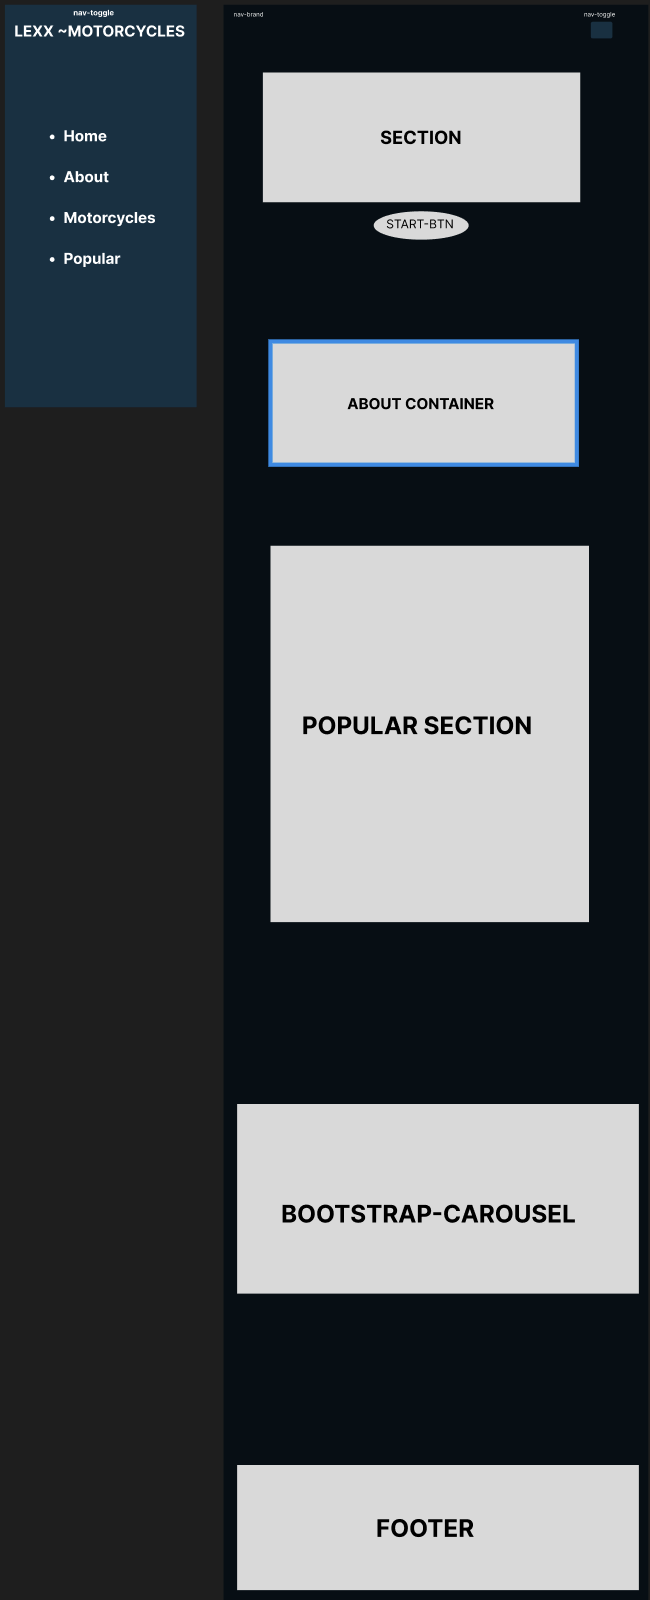 nav-toggle
LEXX ~MOTORCYCLES
• Home
• About
• Motorcycles
• Popular
nav-brand
nav-toggle
SECTION
START-BTN
ABOUT CONTAINER
POPULAR SECTION
BOOTSTRAP-CAROUSEL
FOOTER